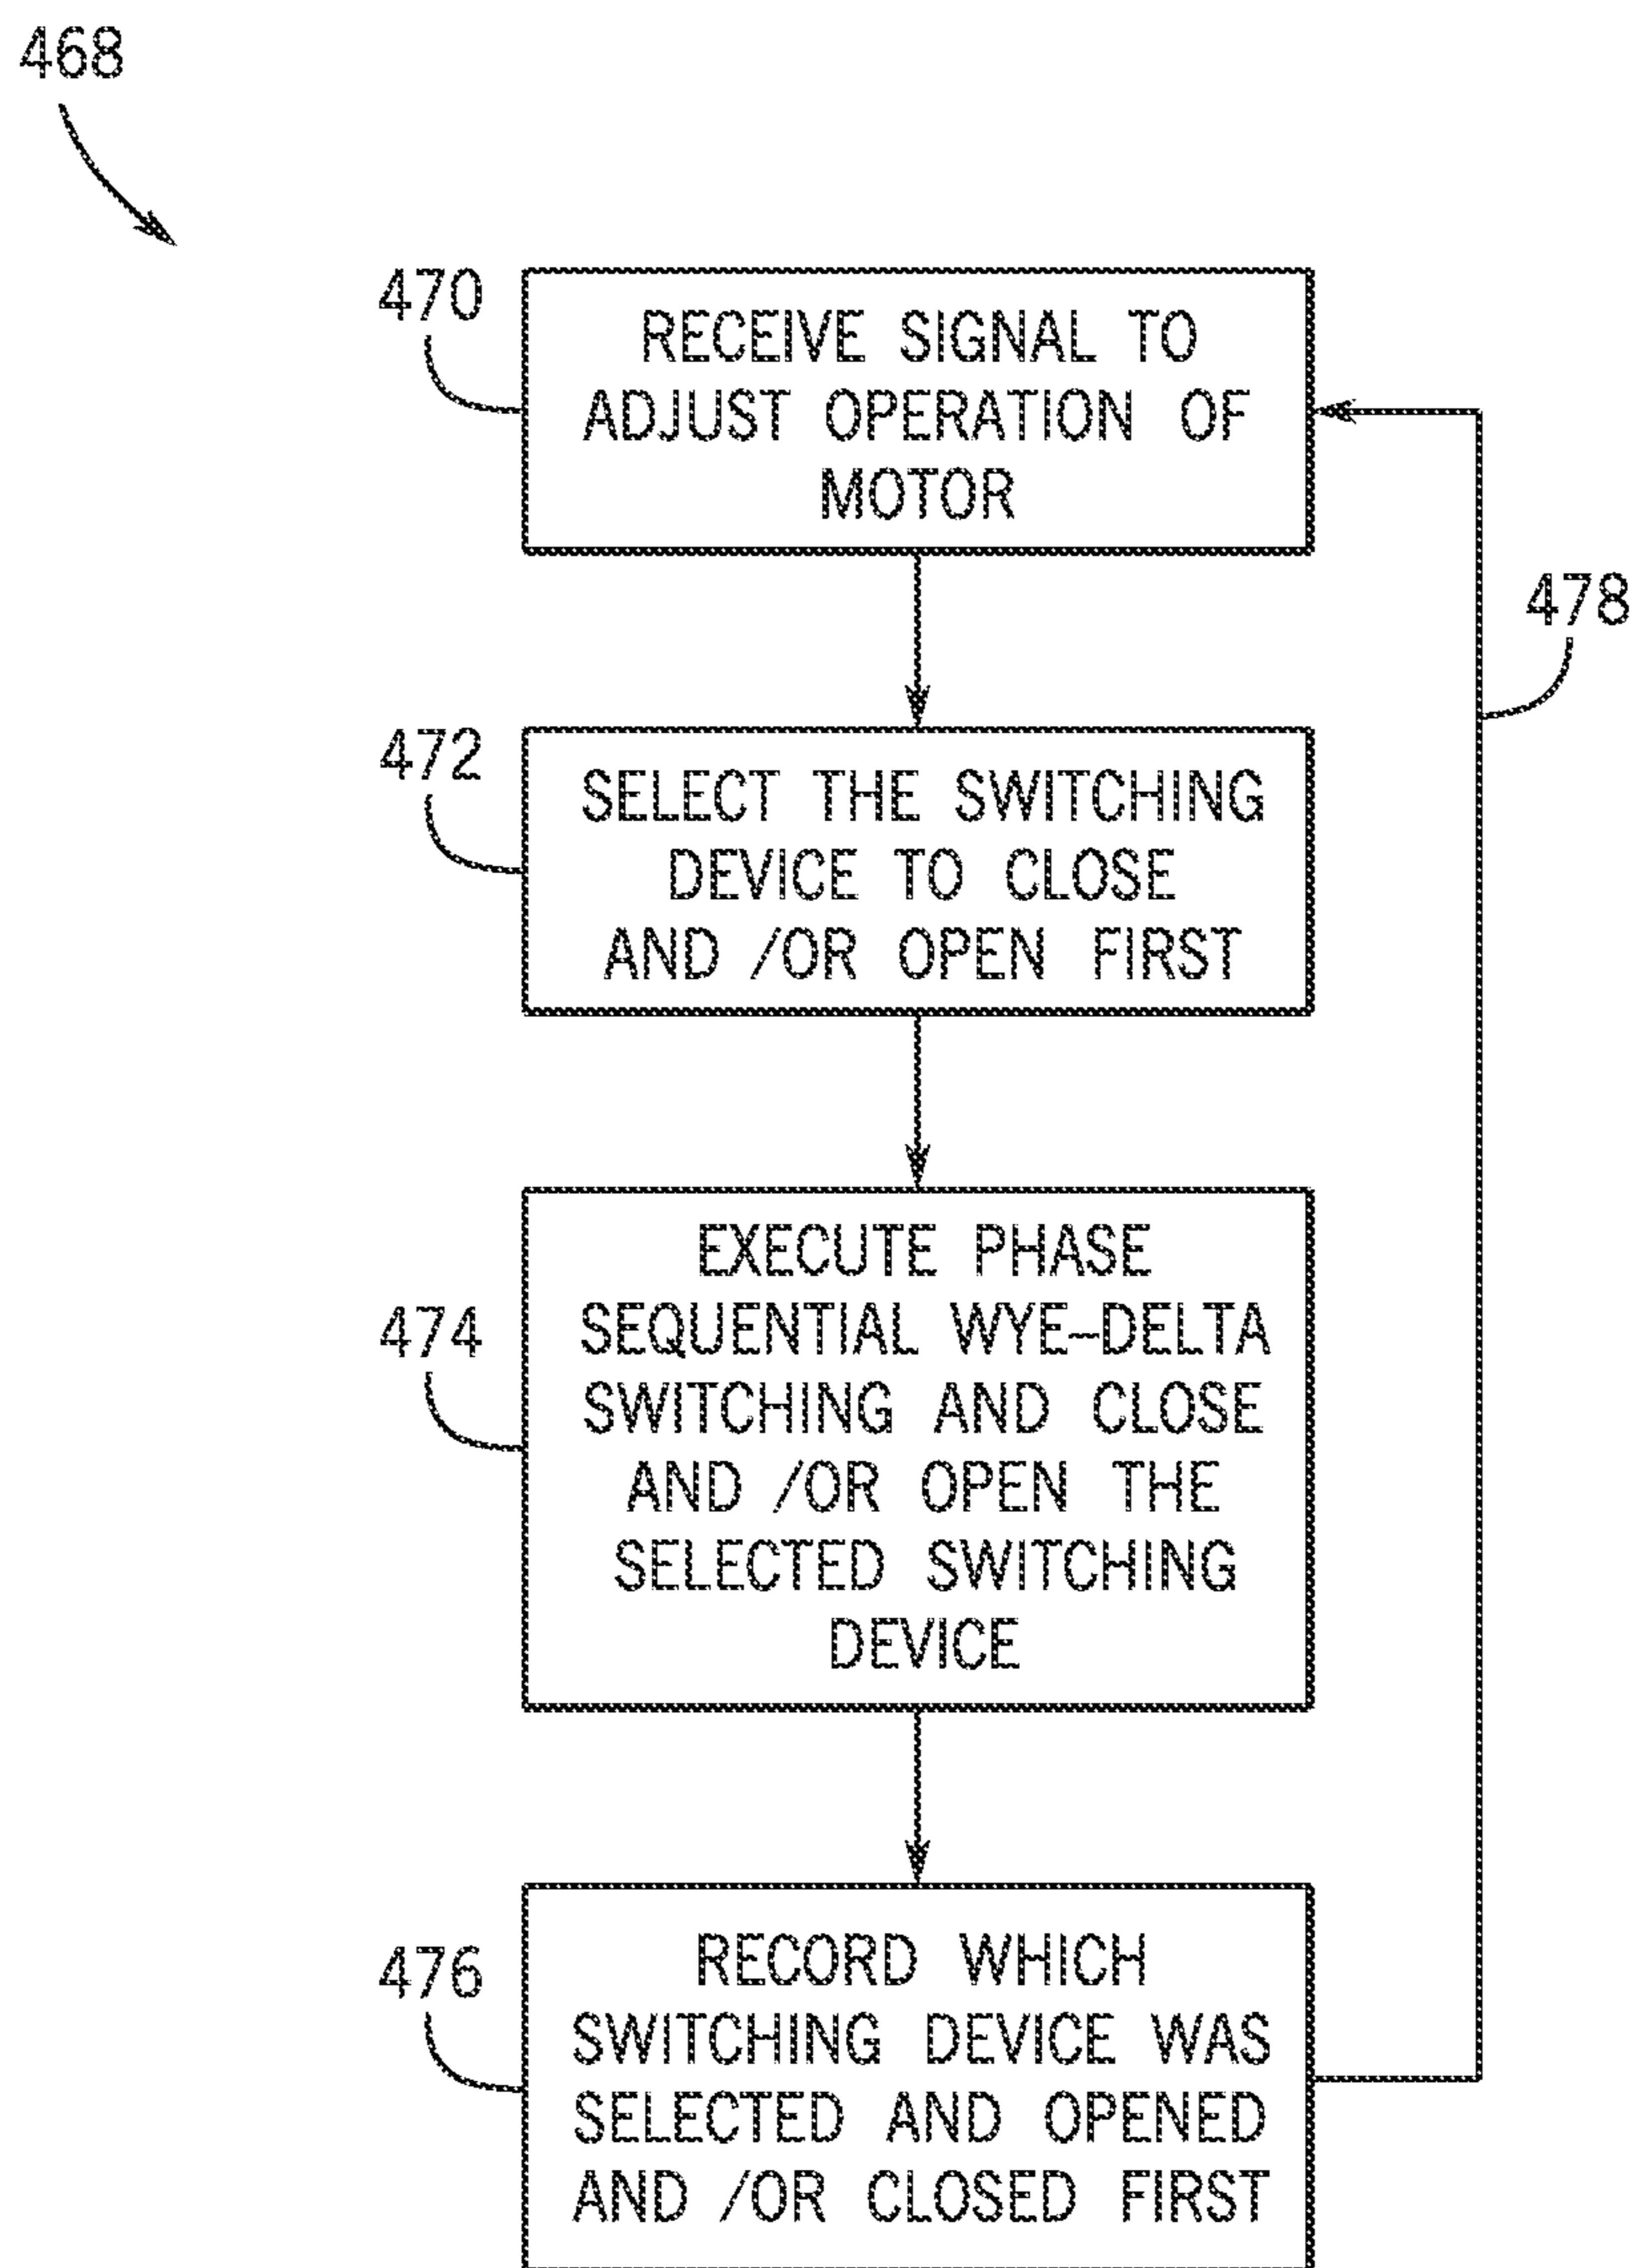 468
470
RECEIVE SIGNAL TO
ADJUST OPERATION OF
MOTOR
478
472
SELECT THE SWITCHING
DEVICE TO CLOSE
AND /OR OPEN FIRST
474
EXECUTE PHASE
SEQUENTIAL WYE-DELTA
SWITCHING AND CLOSE
AND /OR OPEN THE
SELECTED SWITCHING
DEVICE
476
RECORD WHICH
SWITCHING DEVICE WAS
SELECTED AND OPENED
AND /OR CLOSED FIRST